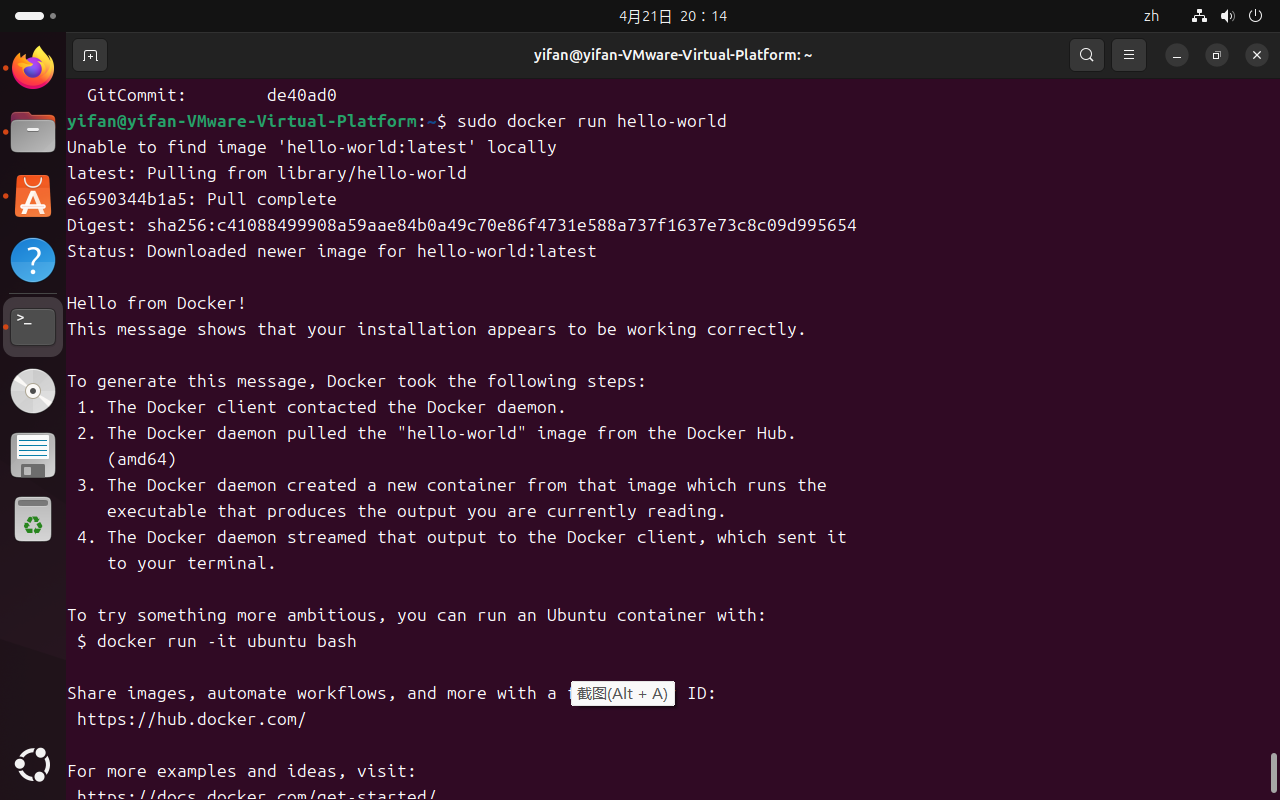 4月21日 20：14
zh
yifan@yifan-VMware-Virtual-Platform: ~
GitCommit: de40ad0
yifan@yifan-VMware-Virtual-Platform:~$ sudo docker run hello-world
Unable to find image 'hello-world:latest' locally
latest: Pulling from library/hello-world
e6590344b1a5: Pull complete
Digest: sha256:c41088499908a59aae84b0a49c70e86f4731e588a737f1637e73c8c09d995654
Status: Downloaded newer image for hello-world:latest
Hello from Docker!
This message shows that your installation appears to be working correctly.
To generate this message, Docker took the following steps:
1. The Docker client contacted the Docker daemon.
2. The Docker daemon pulled the "hello-world" image from the Docker Hub.
(amd64)
3. The Docker daemon created a new container from that image which runs the
executable that produces the output you are currently reading.
4. The Docker daemon streamed that output to the Docker client, which sent it
to your terminal.
To try something more ambitious, you can run an Ubuntu container with:
$ docker run -it ubuntu bash
Share images, automate workflows, and more with a ID:
截图(Alt + A)
https://hub.docker.com/
For more examples and ideas, visit:
https://docs.docker.com/get-started/